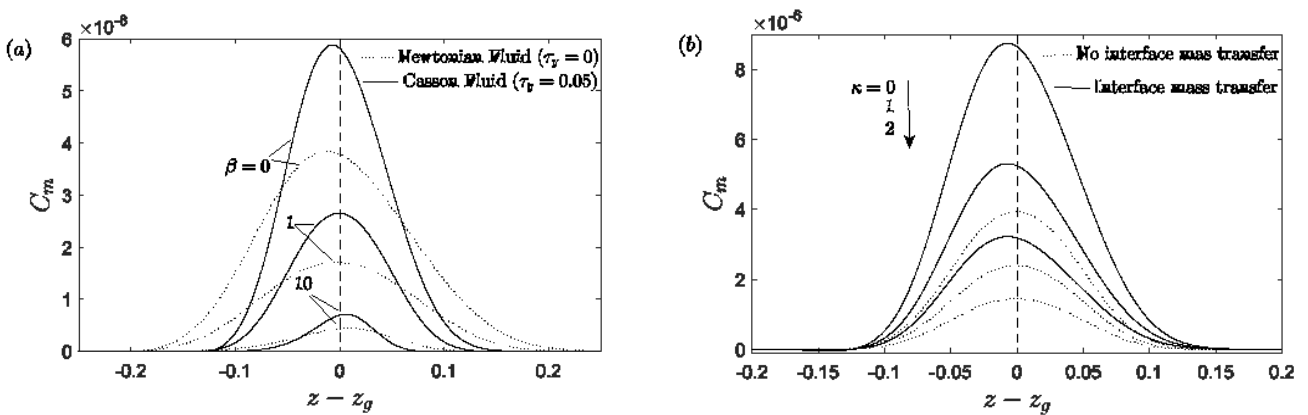 (a)
×10⁻⁶
6
5
4
3
2
1
0
C_m
Newtonian Fluid (τ_y = 0)
Casson Fluid (τ_y = 0.05)
β = 0
1
10
-0.2
-0.1
0
0.1
0.2
z − z_g
(b)
×10⁻⁶
8
6
4
2
0
C_m
No interface mass transfer
Interface mass transfer
κ = 0
1
2
-0.2
-0.15
-0.1
-0.05
0
0.05
0.1
0.15
0.2
z − z_g